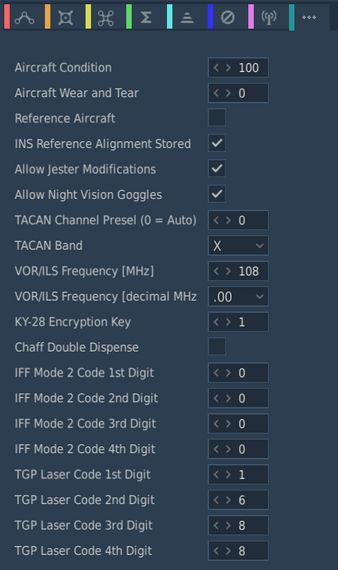 Aircraft Condition < > 100
Aircraft Wear and Tear < > 0
Reference Aircraft
INS Reference Alignment Stored
Allow Jester Modifications
Allow Night Vision Goggles
TACAN Channel Presel (0 = Auto) < > 0
TACAN Band X
VOR/ILS Frequency [MHz] < > 108
VOR/ILS Frequency [decimal MHz .00
KY-28 Encryption Key < > 1
Chaff Double Dispense
IFF Mode 2 Code 1st Digit < > 0
IFF Mode 2 Code 2nd Digit < > 0
IFF Mode 2 Code 3rd Digit < > 0
IFF Mode 2 Code 4th Digit < > 0
TGP Laser Code 1st Digit < > 1
TGP Laser Code 2nd Digit < > 6
TGP Laser Code 3rd Digit < > 8
TGP Laser Code 4th Digit < > 8